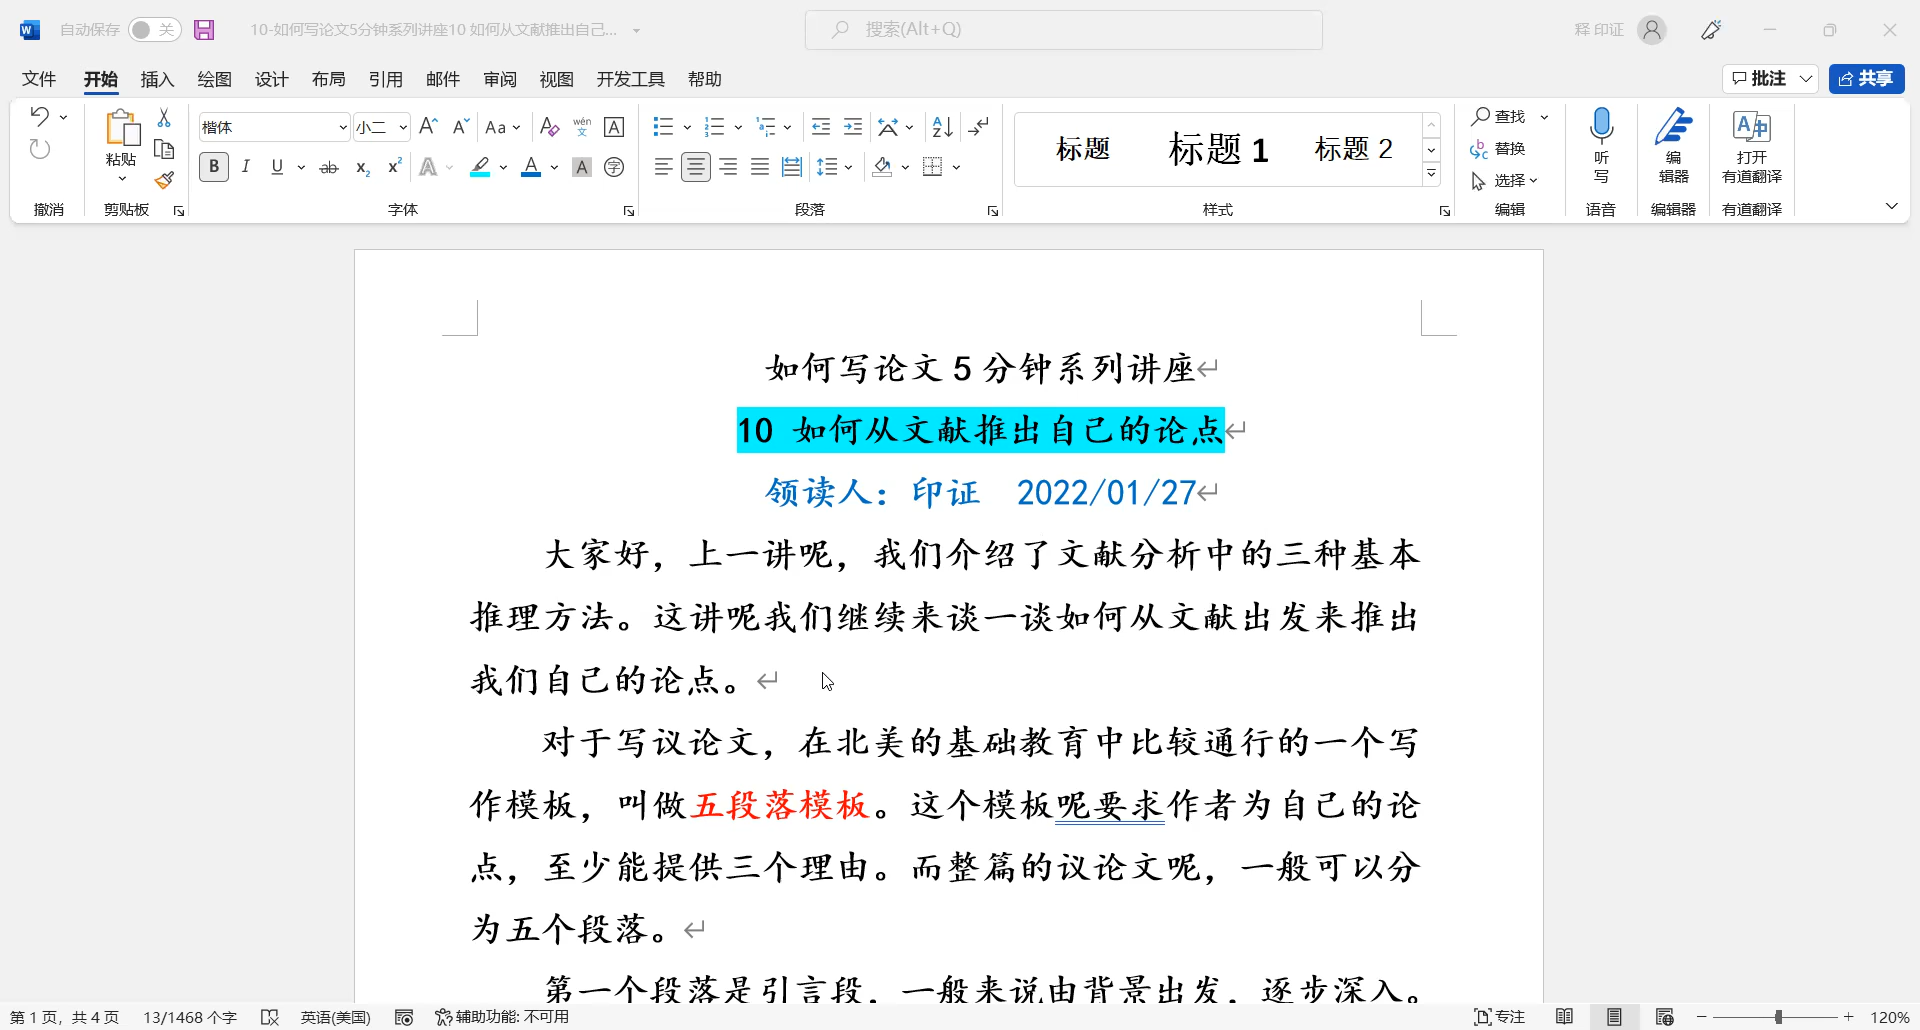 自动保存 关 10-如何写论文5分钟系列讲座10 如何从文献推出自己... 搜索(Alt+Q) 释 印证
文件 开始 插入 绘图 设计 布局 引用 邮件 审阅 视图 开发工具 帮助 批注 共享
粘贴 楷体 小二 标题 标题 1 标题 2 查找 替换 选择 听写 编辑器 打开有道翻译
撤消 剪贴板 字体 段落 样式 编辑 语音 编辑器 有道翻译
如何写论文 5 分钟系列讲座
10 如何从文献推出自己的论点
领读人：印证 2022/01/27
大家好，上一讲呢，我们介绍了文献分析中的三种基本
推理方法。这讲呢我们继续来谈一谈如何从文献出发来推出
我们自己的论点。
对于写议论文，在北美的基础教育中比较通行的一个写
作模板，叫做五段落模板。这个模板呢要求作者为自己的论
点，至少能提供三个理由。而整篇的议论文呢，一般可以分
为五个段落。
第一个段落是引言段，一般来说由背景出发，逐步深入。
第 1 页，共 4 页 13/1468 个字 英语(美国) 辅助功能: 不可用 专注 120%